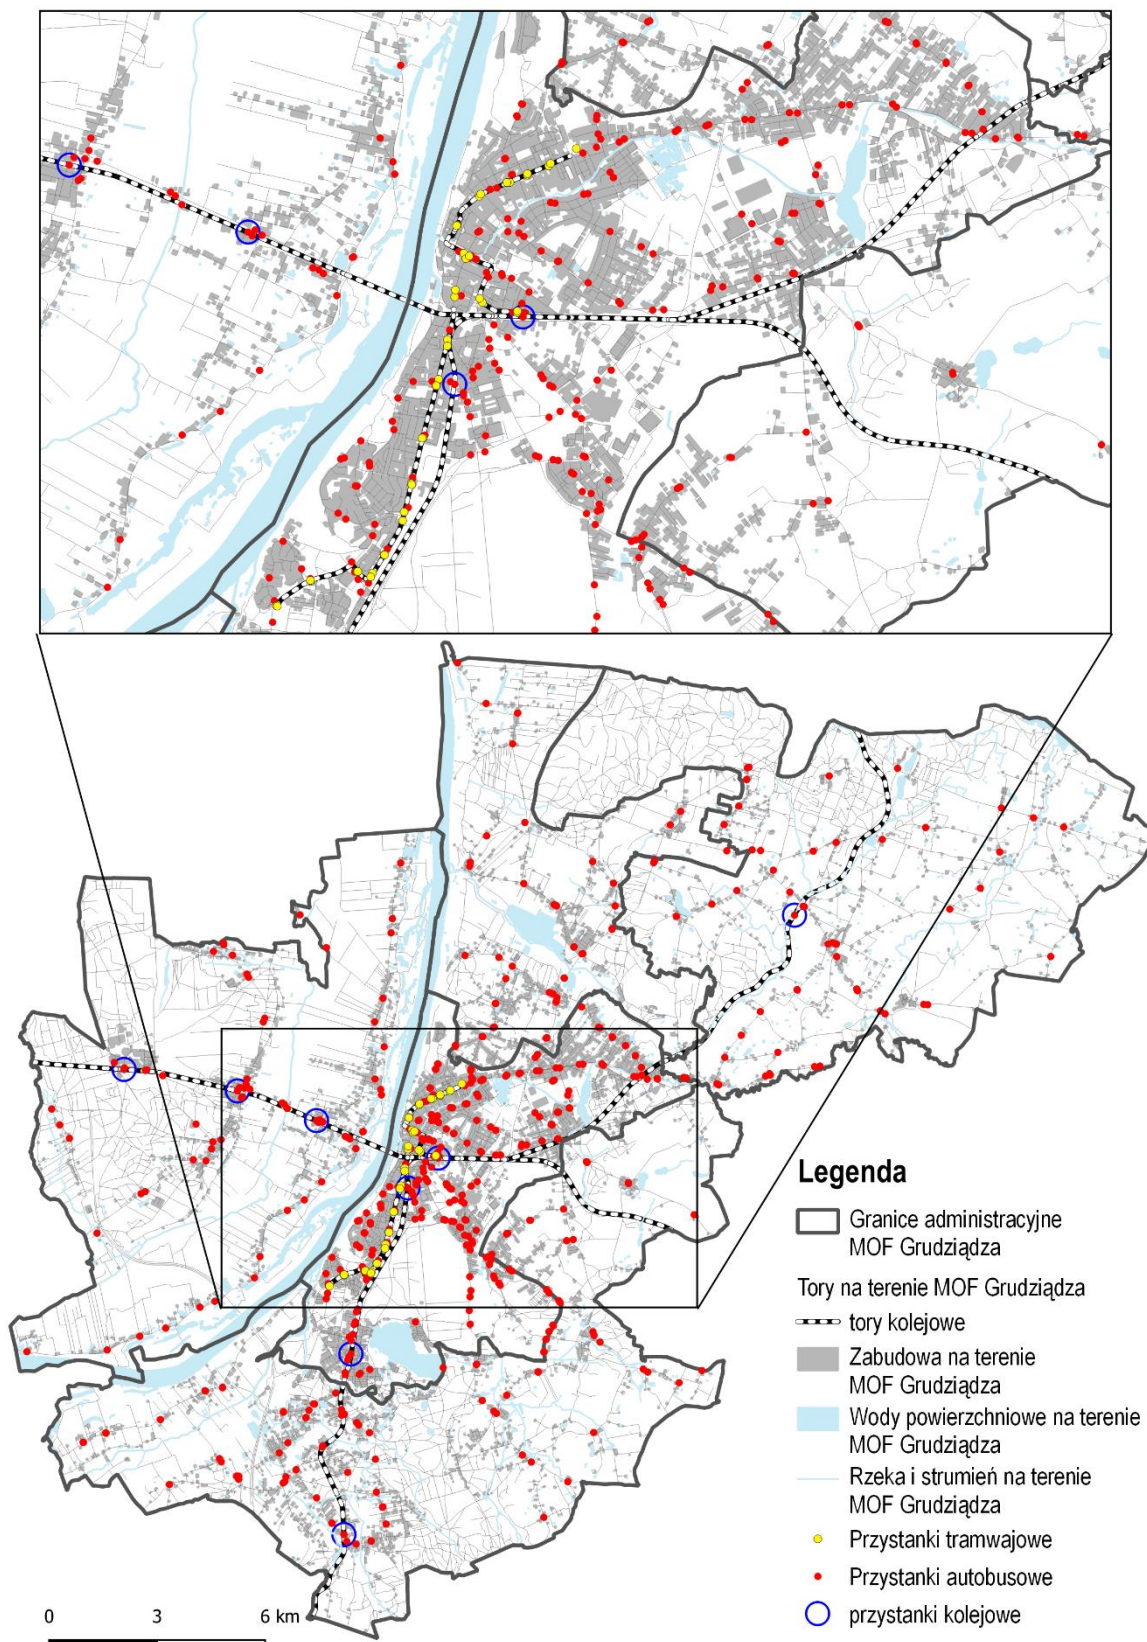 Legenda
Granice administracyjne
MOF Grudziądza
Tory na terenie MOF Grudziądza
tory kolejowe
Zabudowa na terenie
MOF Grudziądza
Wody powierzchniowe na terenie
MOF Grudziądza
Rzeka i strumień na terenie
MOF Grudziądza
Przystanki tramwajowe
Przystanki autobusowe
przystanki kolejowe
0 3 6 km